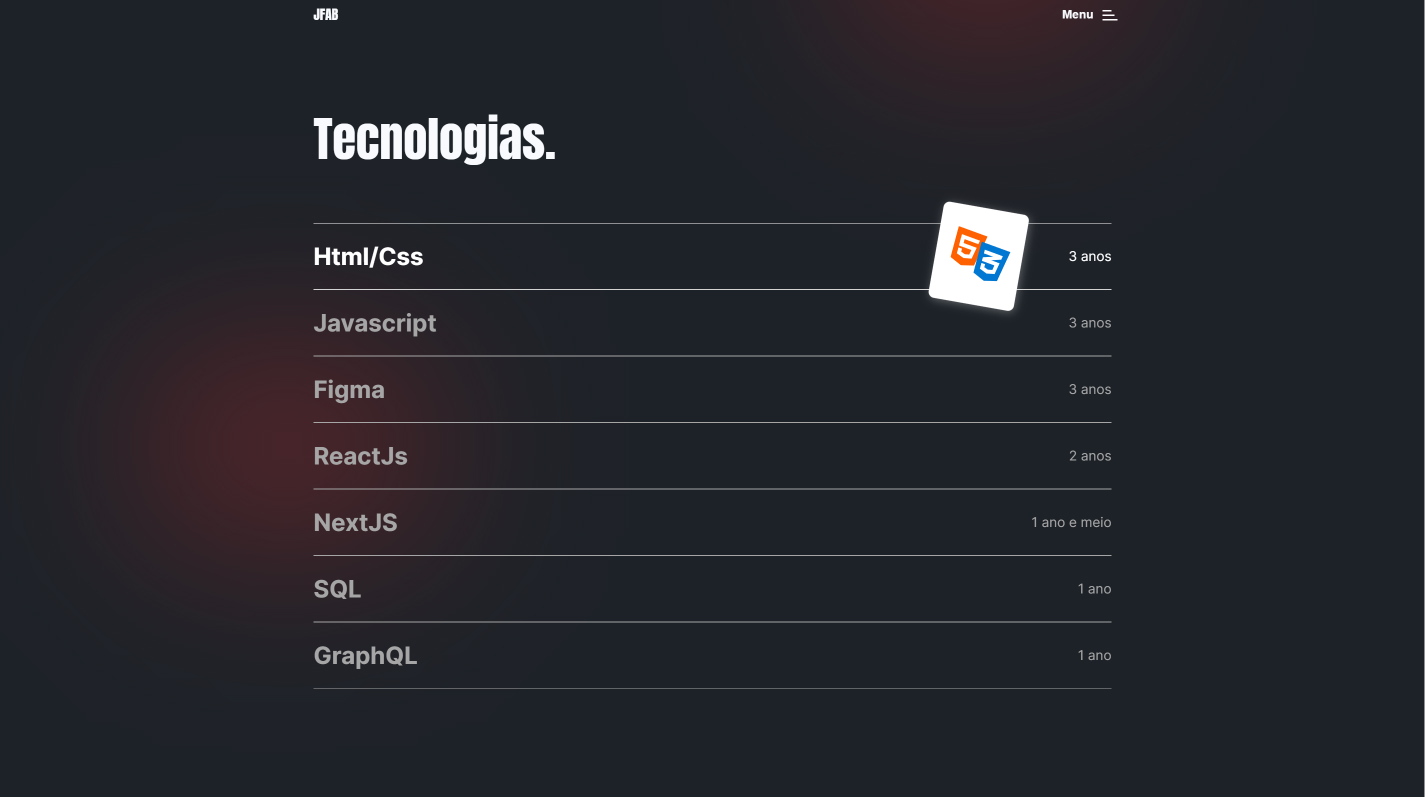 JFAB
Menu
Tecnologias.
Html/Css 3 anos
Javascript 3 anos
Figma 3 anos
ReactJs 2 anos
NextJS 1 ano e meio
SQL 1 ano
GraphQL 1 ano